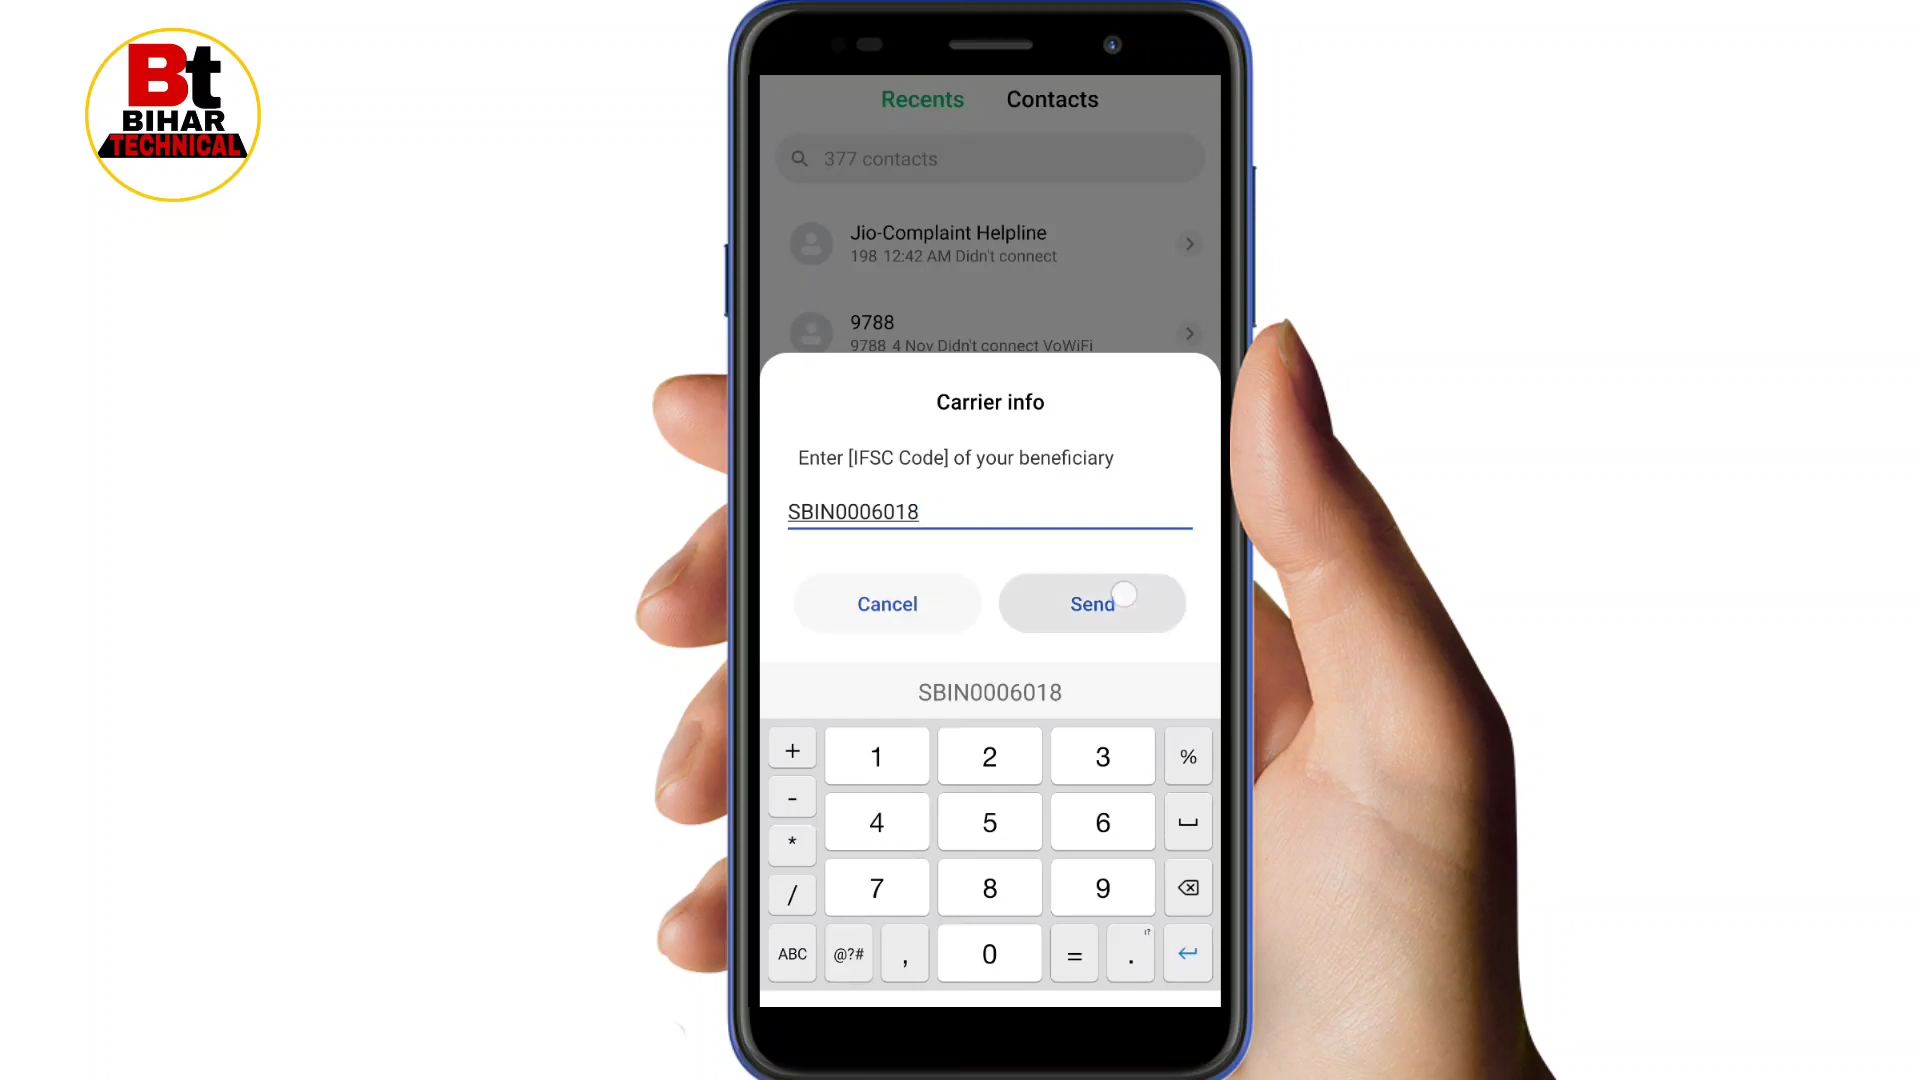 Bt
BIHAR
TECHNICAL
Recents Contacts
377 contacts
Jio-Complaint Helpline
198 12:42 AM Didn't connect
9788
9788 4 Nov Didn't connect VoWiFi
Carrier info
Enter [IFSC Code] of your beneficiary
SBIN0006018
Cancel Send
SBIN0006018
+ 1 2 3 %
- 4 5 6
*
/ 7 8 9
ABC @?# , 0 = . !?